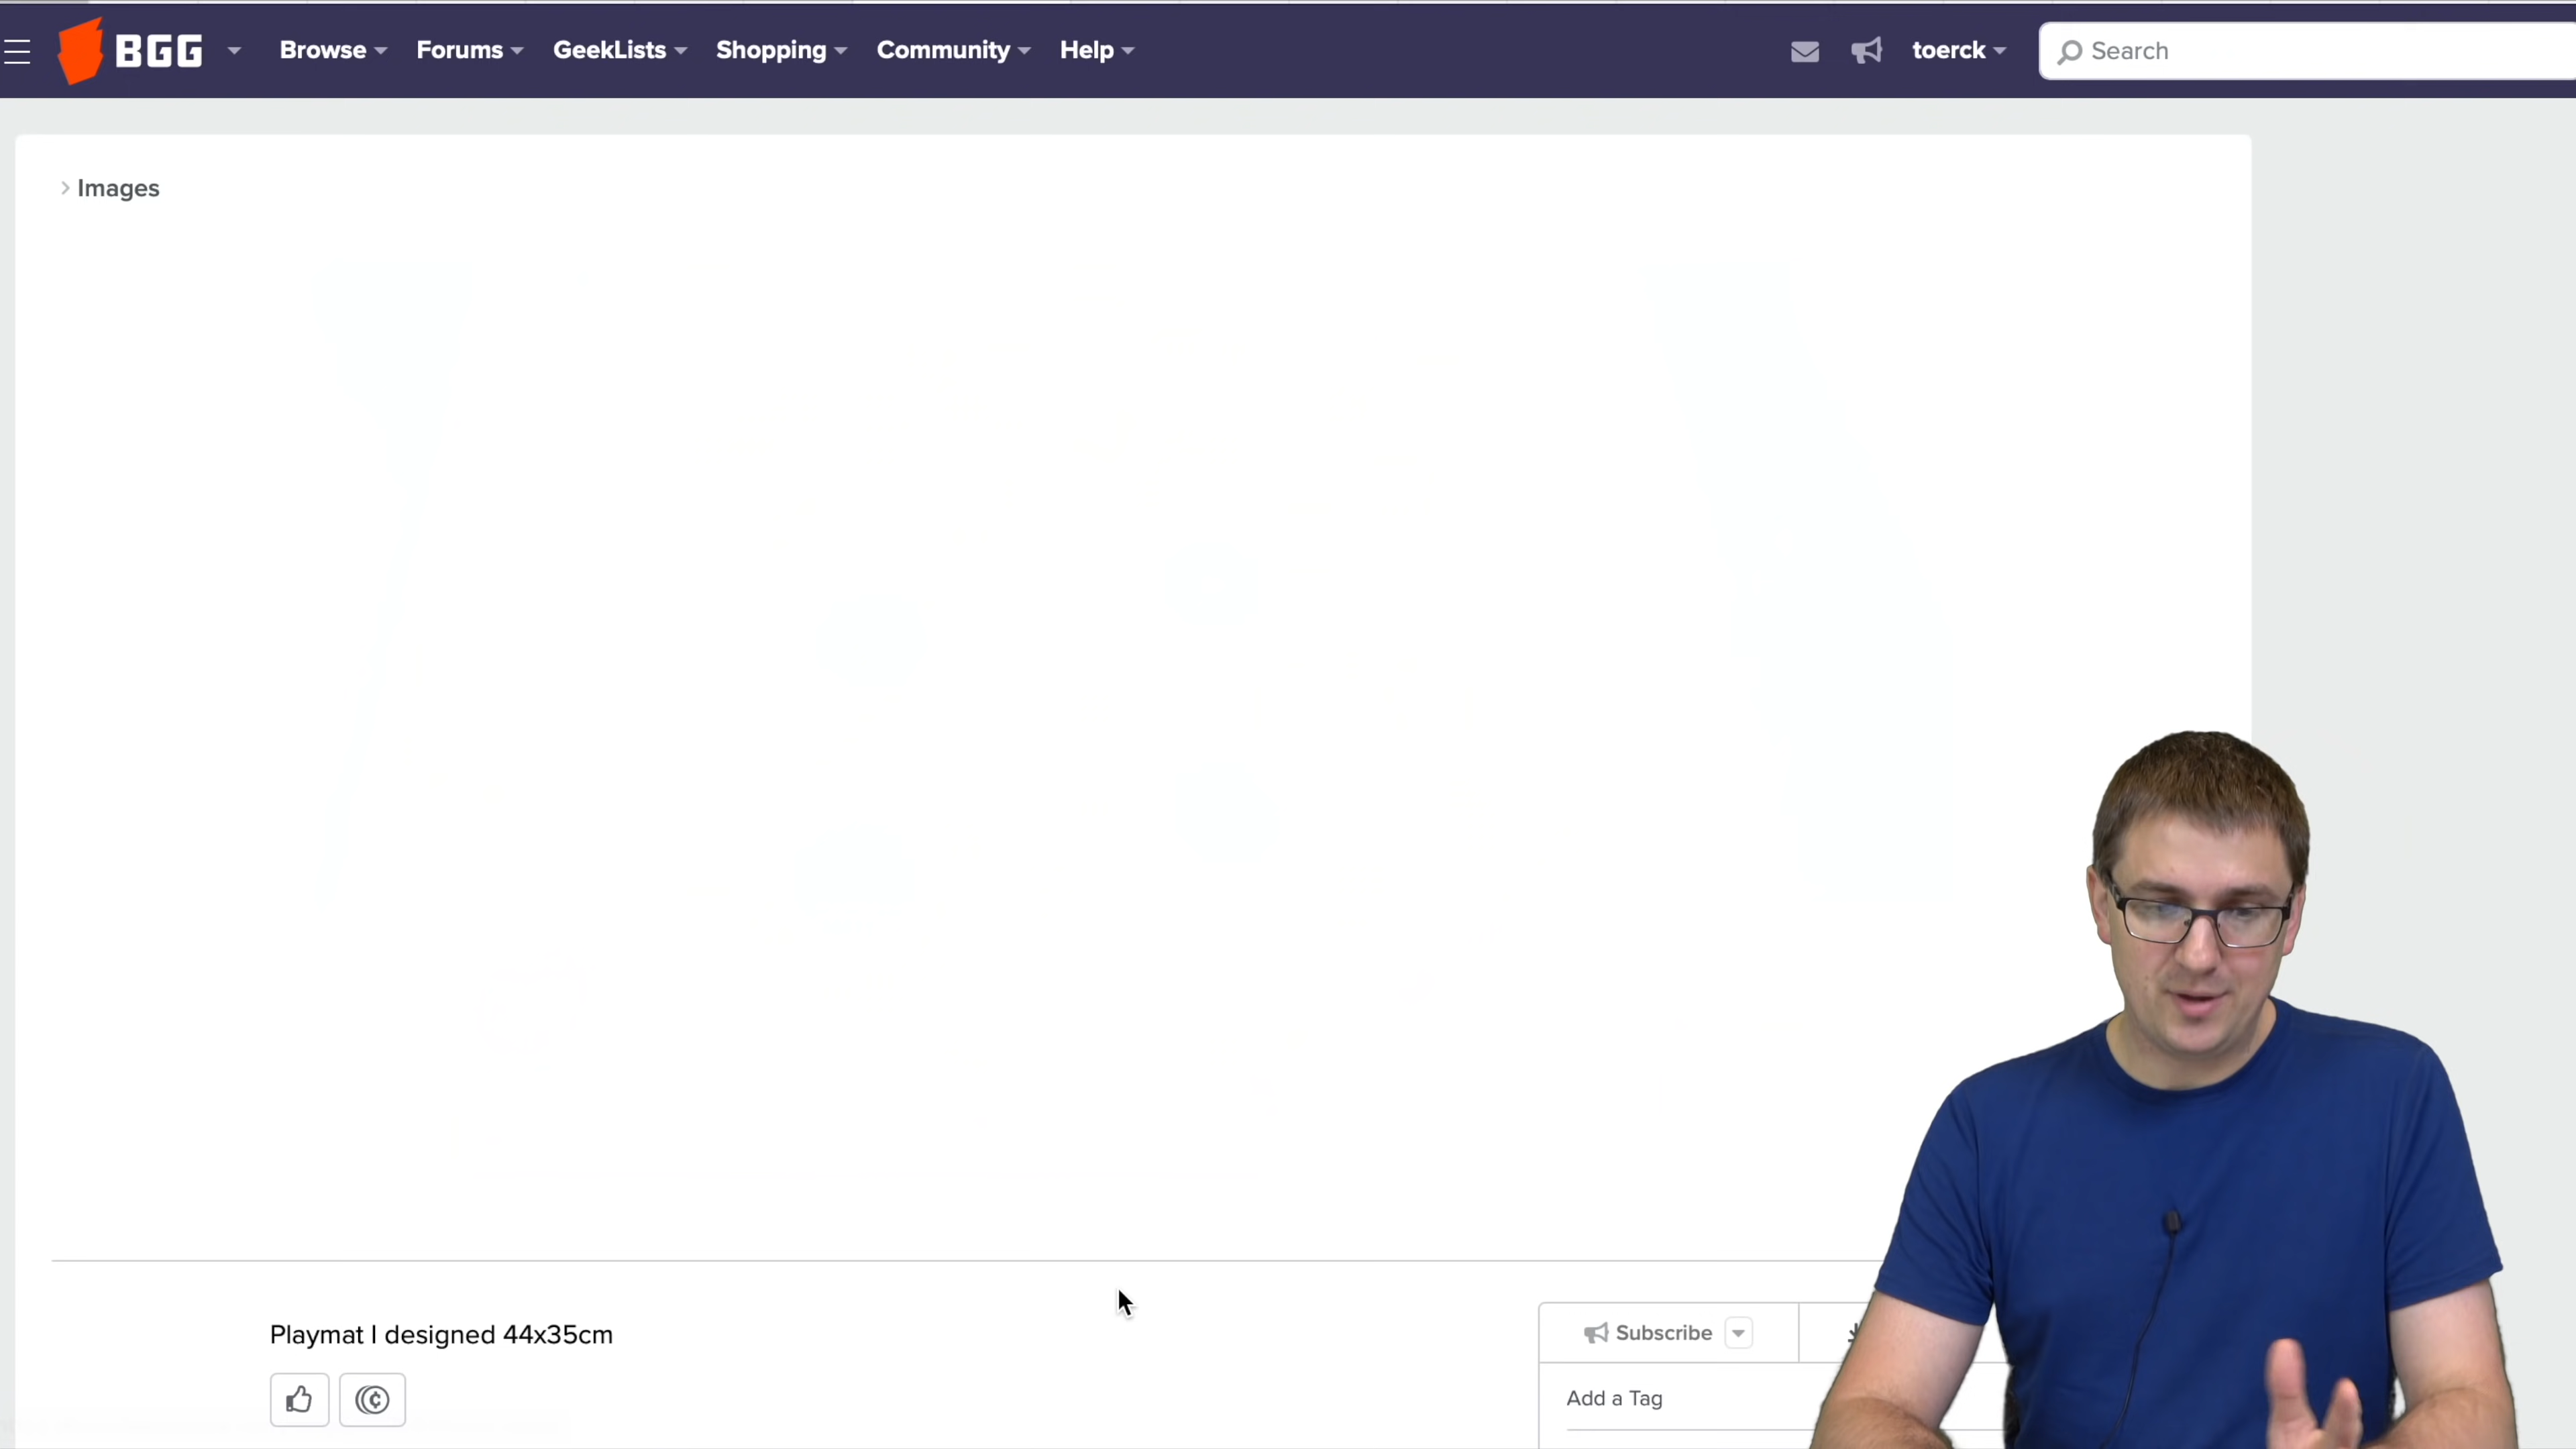 BGG Browse Forums GeekLists Shopping Community Help toerck Search
Images
Playmat I designed 44x35cm
Subscribe
Add a Tag